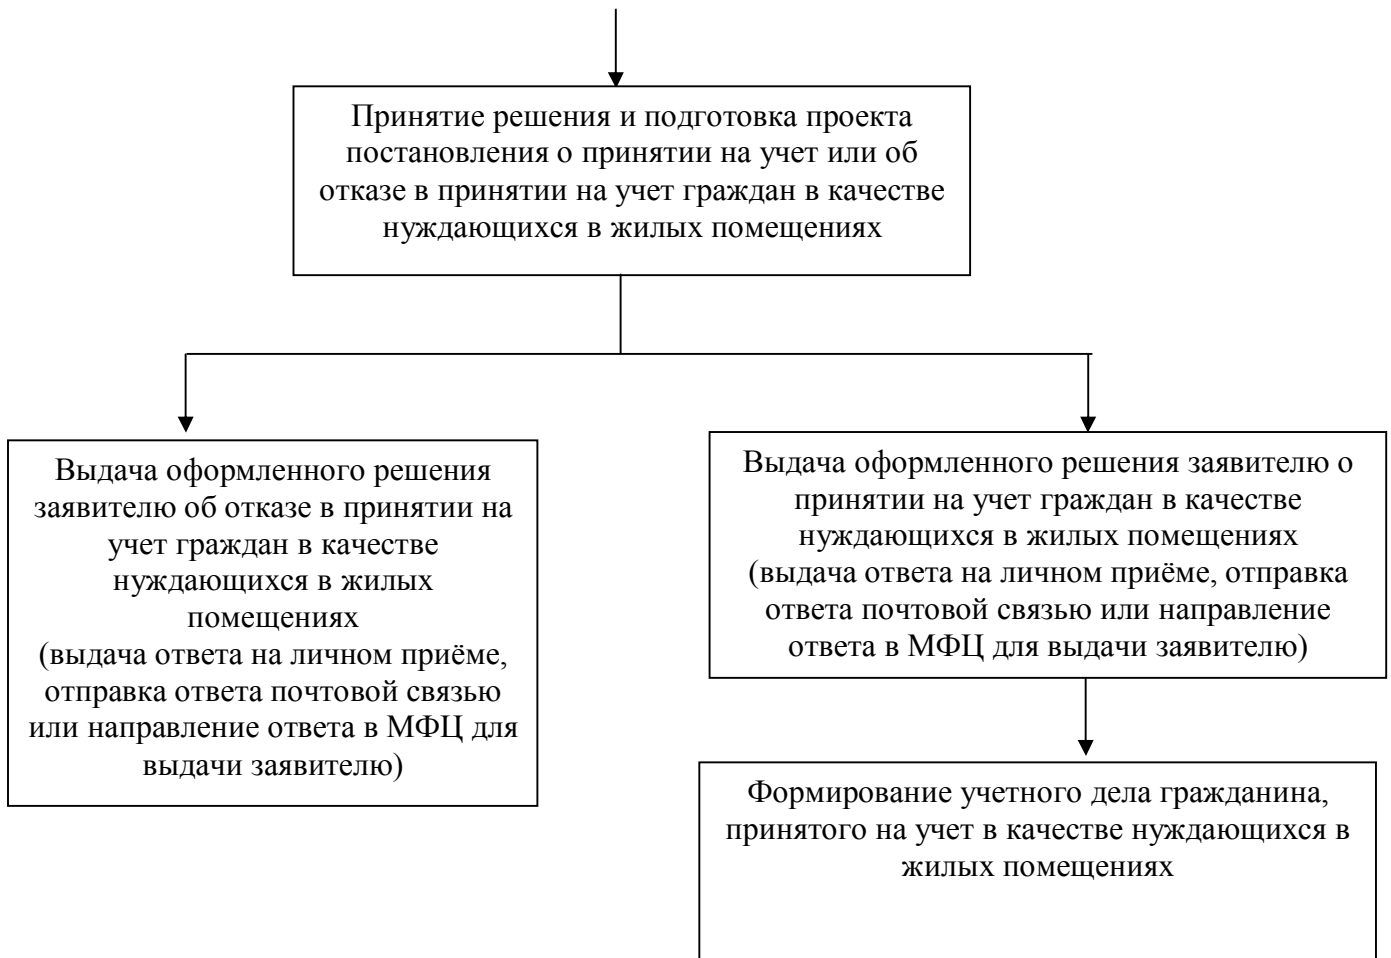 Принятие решения и подготовка проекта
постановления о принятии на учет или об
отказе в принятии на учет граждан в качестве
нуждающихся в жилых помещениях
Выдача оформленного решения
заявителю об отказе в принятии на
учет граждан в качестве
нуждающихся в жилых
помещениях
(выдача ответа на личном приёме,
отправка ответа почтовой связью
или направление ответа в МФЦ для
выдачи заявителю)
Выдача оформленного решения заявителю о
принятии на учет граждан в качестве
нуждающихся в жилых помещениях
(выдача ответа на личном приёме, отправка
ответа почтовой связью или направление
ответа в МФЦ для выдачи заявителю)
Формирование учетного дела гражданина,
принятого на учет в качестве нуждающихся в
жилых помещениях